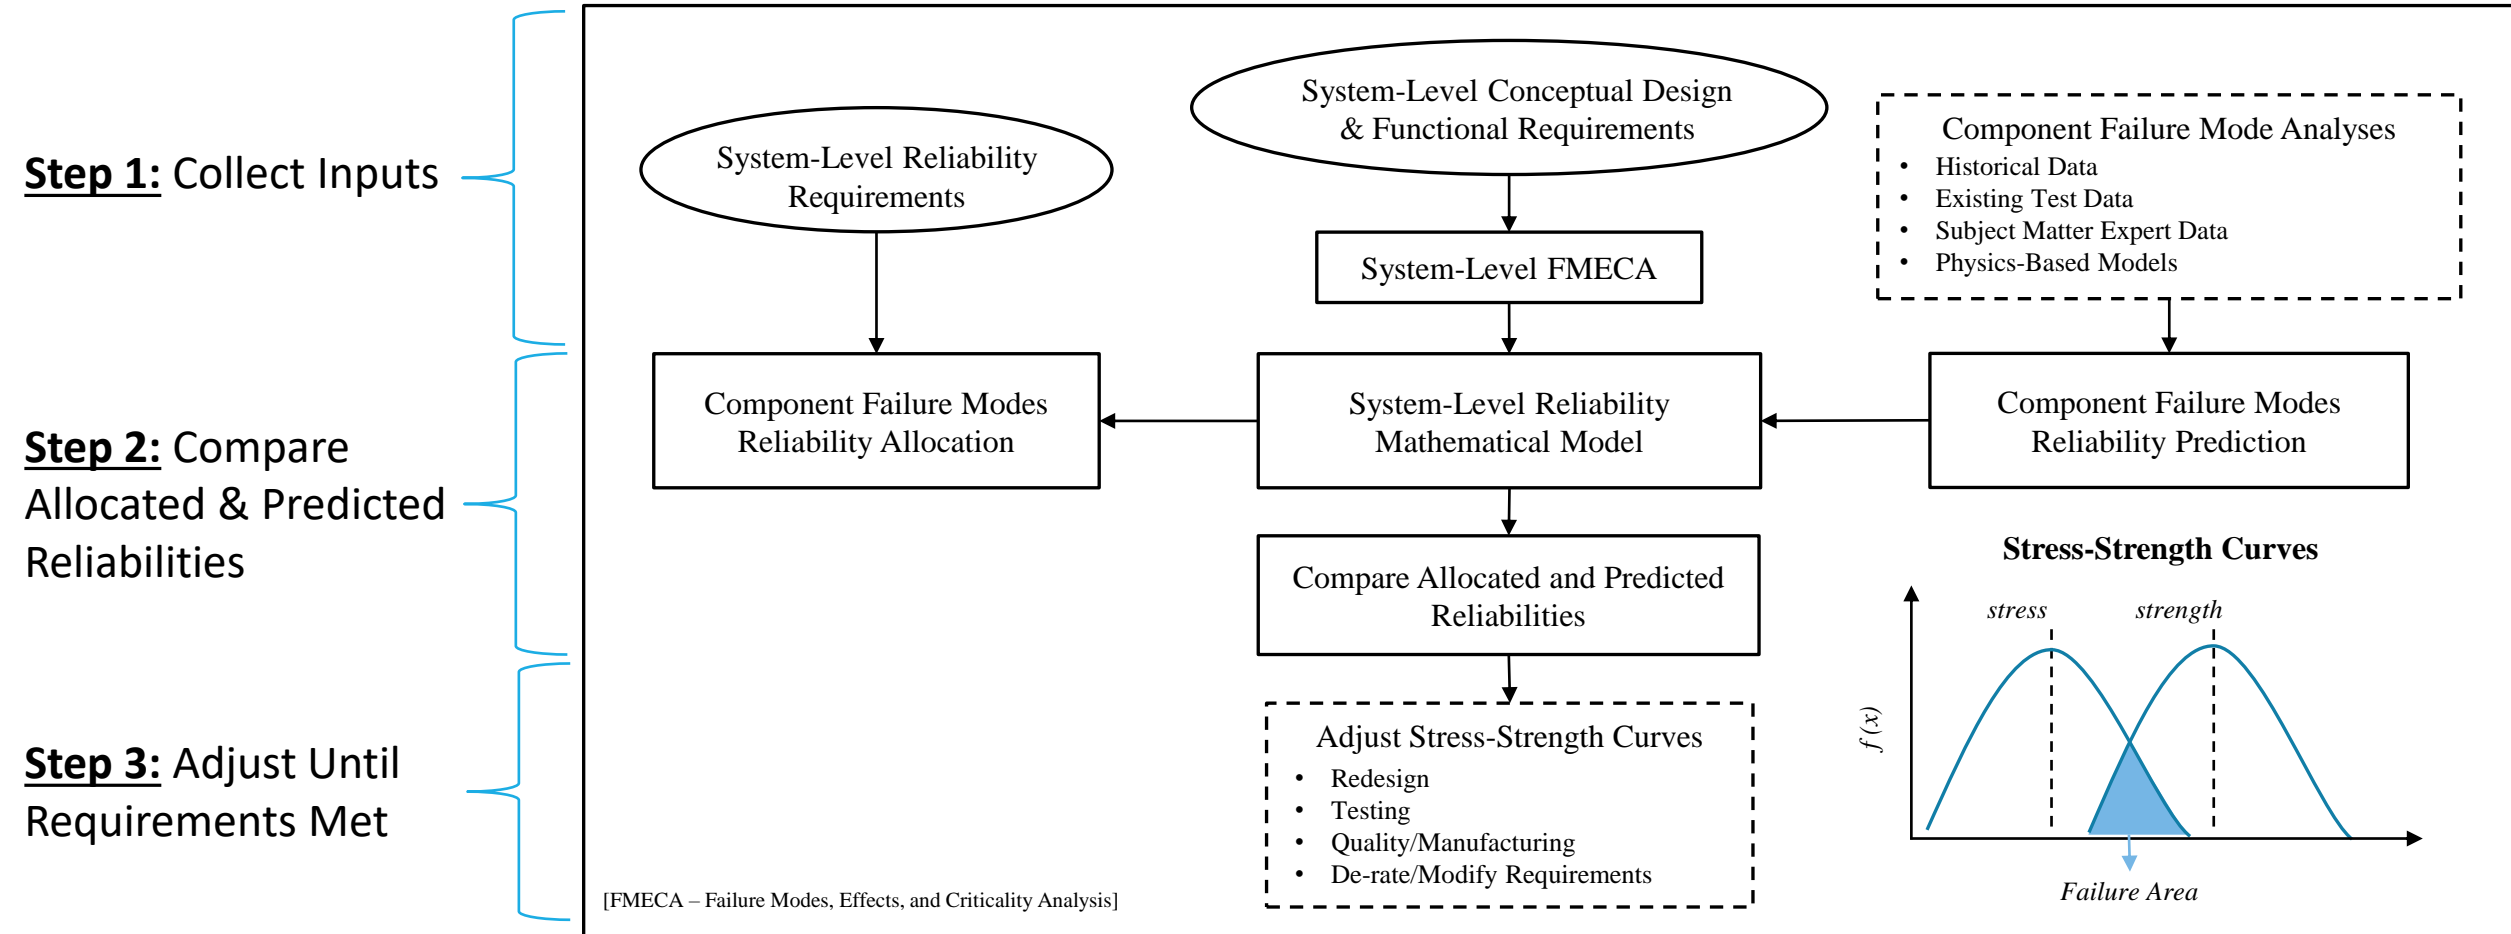 Step 1: Collect Inputs
Step 2: Compare
Allocated & Predicted
Reliabilities
Step 3: Adjust Until
Requirements Met
System-Level Reliability
Requirements
System-Level Conceptual Design
& Functional Requirements
Component Failure Mode Analyses
• Historical Data
• Existing Test Data
• Subject Matter Expert Data
• Physics-Based Models
System-Level FMECA
Component Failure Modes
Reliability Allocation
System-Level Reliability
Mathematical Model
Component Failure Modes
Reliability Prediction
Compare Allocated and Predicted
Reliabilities
Adjust Stress-Strength Curves
• Redesign
• Testing
• Quality/Manufacturing
• De-rate/Modify Requirements
Stress-Strength Curves
stress
strength
f (x)
Failure Area
[FMECA – Failure Modes, Effects, and Criticality Analysis]